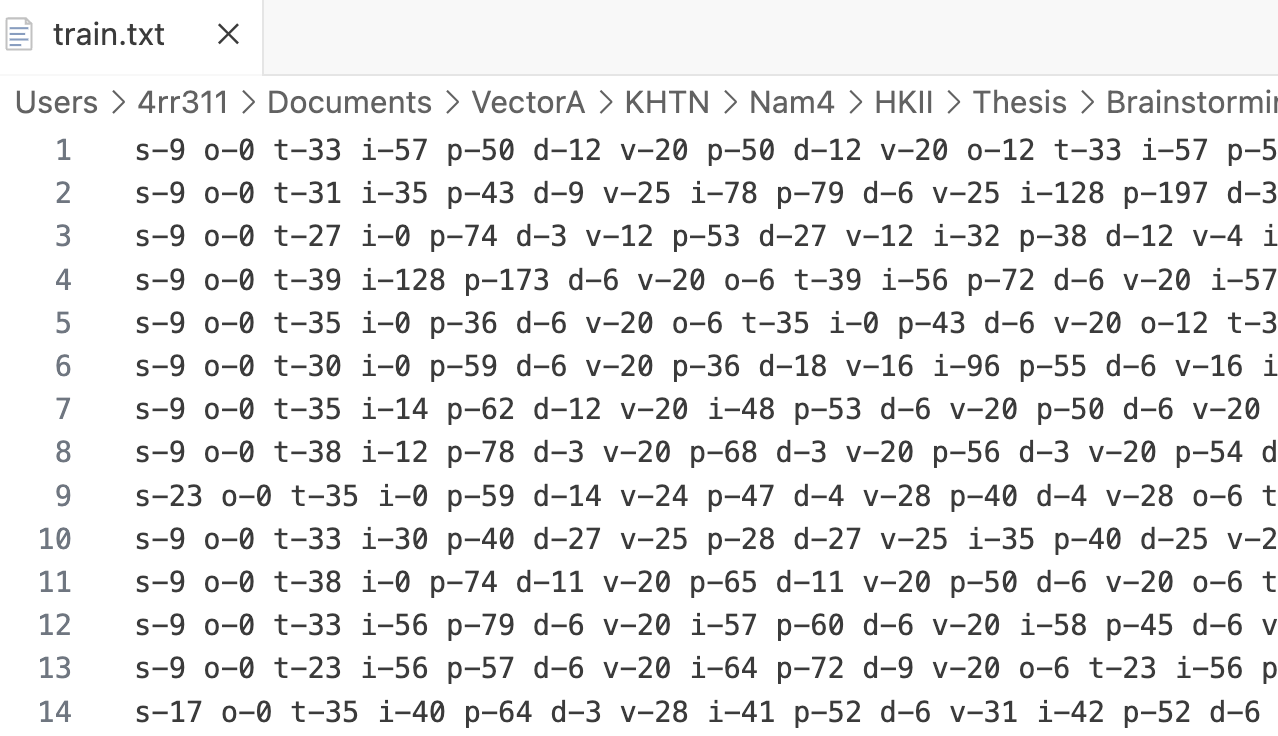 train.txt
Users > 4rr311 > Documents > VectorA > KHTN > Nam4 > HKII > Thesis > Brainstormin
1 s-9 o-0 t-33 i-57 p-50 d-12 v-20 p-50 d-12 v-20 o-12 t-33 i-57 p-5
2 s-9 o-0 t-31 i-35 p-43 d-9 v-25 i-78 p-79 d-6 v-25 i-128 p-197 d-3
3 s-9 o-0 t-27 i-0 p-74 d-3 v-12 p-53 d-27 v-12 i-32 p-38 d-12 v-4 i
4 s-9 o-0 t-39 i-128 p-173 d-6 v-20 o-6 t-39 i-56 p-72 d-6 v-20 i-57
5 s-9 o-0 t-35 i-0 p-36 d-6 v-20 o-6 t-35 i-0 p-43 d-6 v-20 o-12 t-3
6 s-9 o-0 t-30 i-0 p-59 d-6 v-20 p-36 d-18 v-16 i-96 p-55 d-6 v-16 i
7 s-9 o-0 t-35 i-14 p-62 d-12 v-20 i-48 p-53 d-6 v-20 p-50 d-6 v-20
8 s-9 o-0 t-38 i-12 p-78 d-3 v-20 p-68 d-3 v-20 p-56 d-3 v-20 p-54 d
9 s-23 o-0 t-35 i-0 p-59 d-14 v-24 p-47 d-4 v-28 p-40 d-4 v-28 o-6 t
10 s-9 o-0 t-33 i-30 p-40 d-27 v-25 p-28 d-27 v-25 i-35 p-40 d-25 v-2
11 s-9 o-0 t-38 i-0 p-74 d-11 v-20 p-65 d-11 v-20 p-50 d-6 v-20 o-6 t
12 s-9 o-0 t-33 i-56 p-79 d-6 v-20 i-57 p-60 d-6 v-20 i-58 p-45 d-6 v
13 s-9 o-0 t-23 i-56 p-57 d-6 v-20 i-64 p-72 d-9 v-20 o-6 t-23 i-56 p
14 s-17 o-0 t-35 i-40 p-64 d-3 v-28 i-41 p-52 d-6 v-31 i-42 p-52 d-6